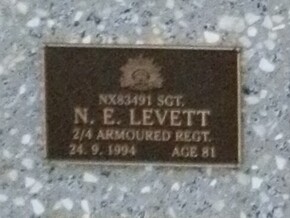 NX83491 SGT.
N. E. LEVETT
2/4 ARMOURED REGT.
24. 9. 1994 AGE 81